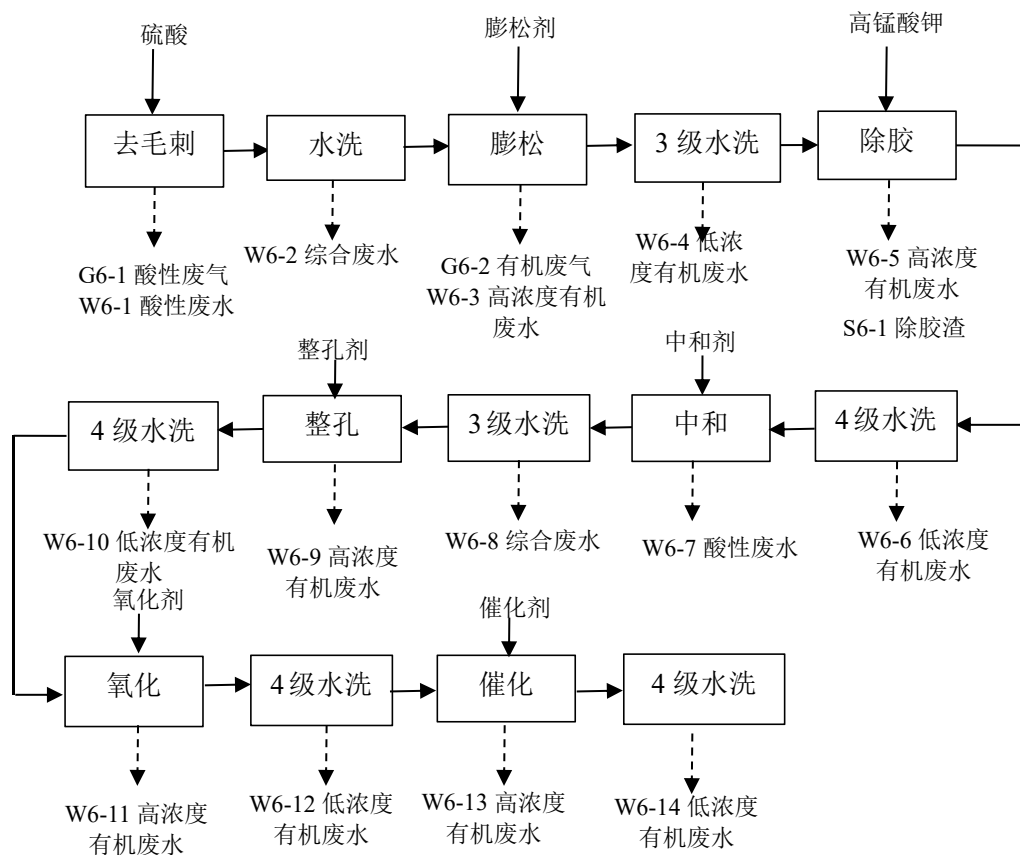 硫酸
膨松剂
高锰酸钾
去毛刺
水洗
膨松
3 级水洗
除胶
G6-1 酸性废气
W6-1 酸性废水
W6-2 综合废水
G6-2 有机废气
W6-3 高浓度有机
废水
W6-4 低浓
度有机废水
W6-5 高浓度
有机废水
S6-1 除胶渣
整孔剂
中和剂
4 级水洗
整孔
3级水洗
中和
4级水洗
W6-10 低浓度有机
废水
W6-9 高浓度
有机废水
W6-8 综合废水
W6-7 酸性废水
W6-6 低浓度
有机废水
氧化剂
催化剂
氧化
4级水洗
催化
4 级水洗
W6-11 高浓度
有机废水
W6-12 低浓度
有机废水
W6-13 高浓度
有机废水
W6-14 低浓度
有机废水